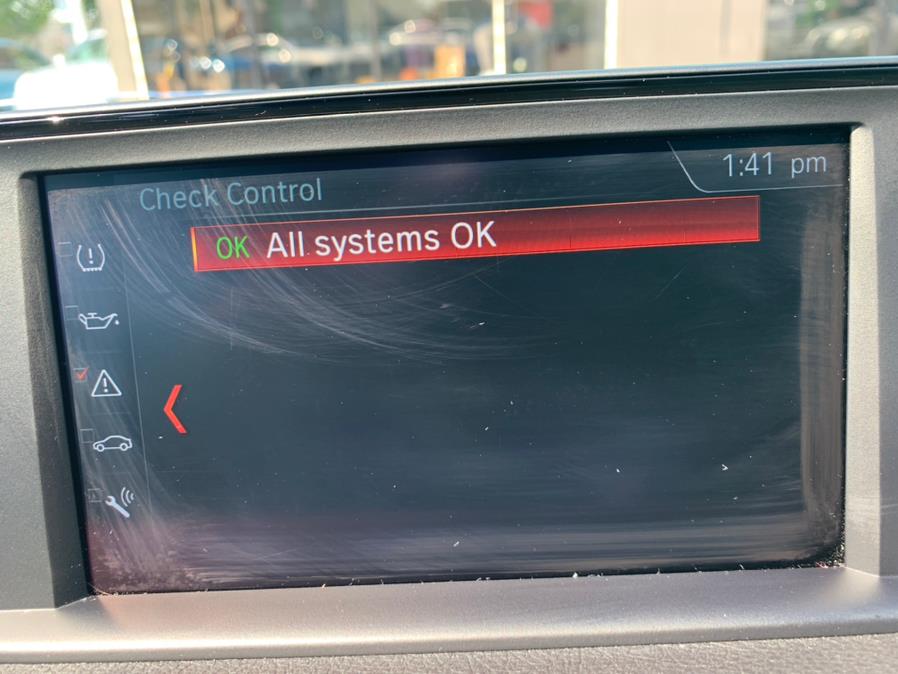 1:41 pm
Check Control
OK All systems OK